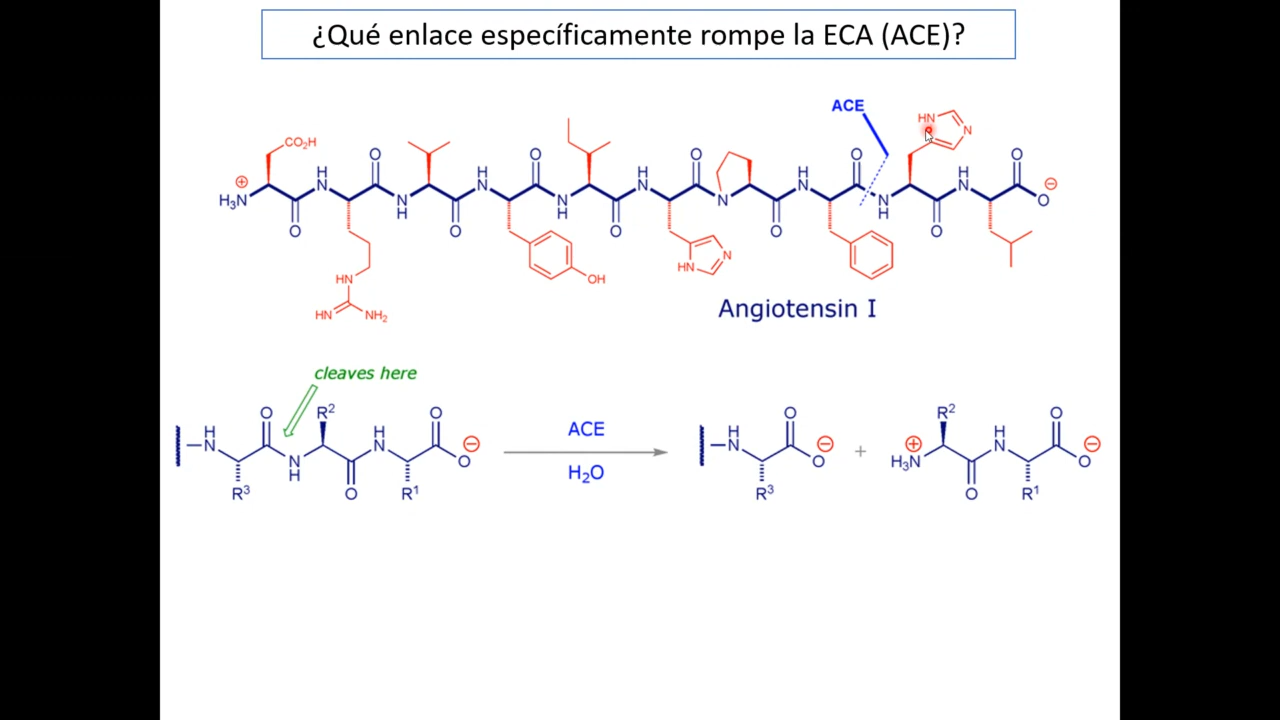 ¿Qué enlace específicamente rompe la ECA (ACE)?
ACE
HN
N
CO₂H
O
O
O
O
O
H
N
H
N
H
N
H
N
H
N
⊕
H₃N
N
H
N
H
N
N
H
⊖
O
O
O
O
O
O
HN
N
OH
HN
HN
NH₂
Angiotensin I
cleaves here
O
R²
O
H
N
H
N
⊖
O
N
H
R³
O
R¹
ACE
H₂O
O
H
N
⊖
O
R³
+
R²
O
⊕
H₃N
H
N
⊖
O
O
R¹